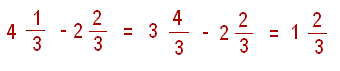 4 1/3 - 2 2/3 = 3 4/3 - 2 2/3 = 1 2/3